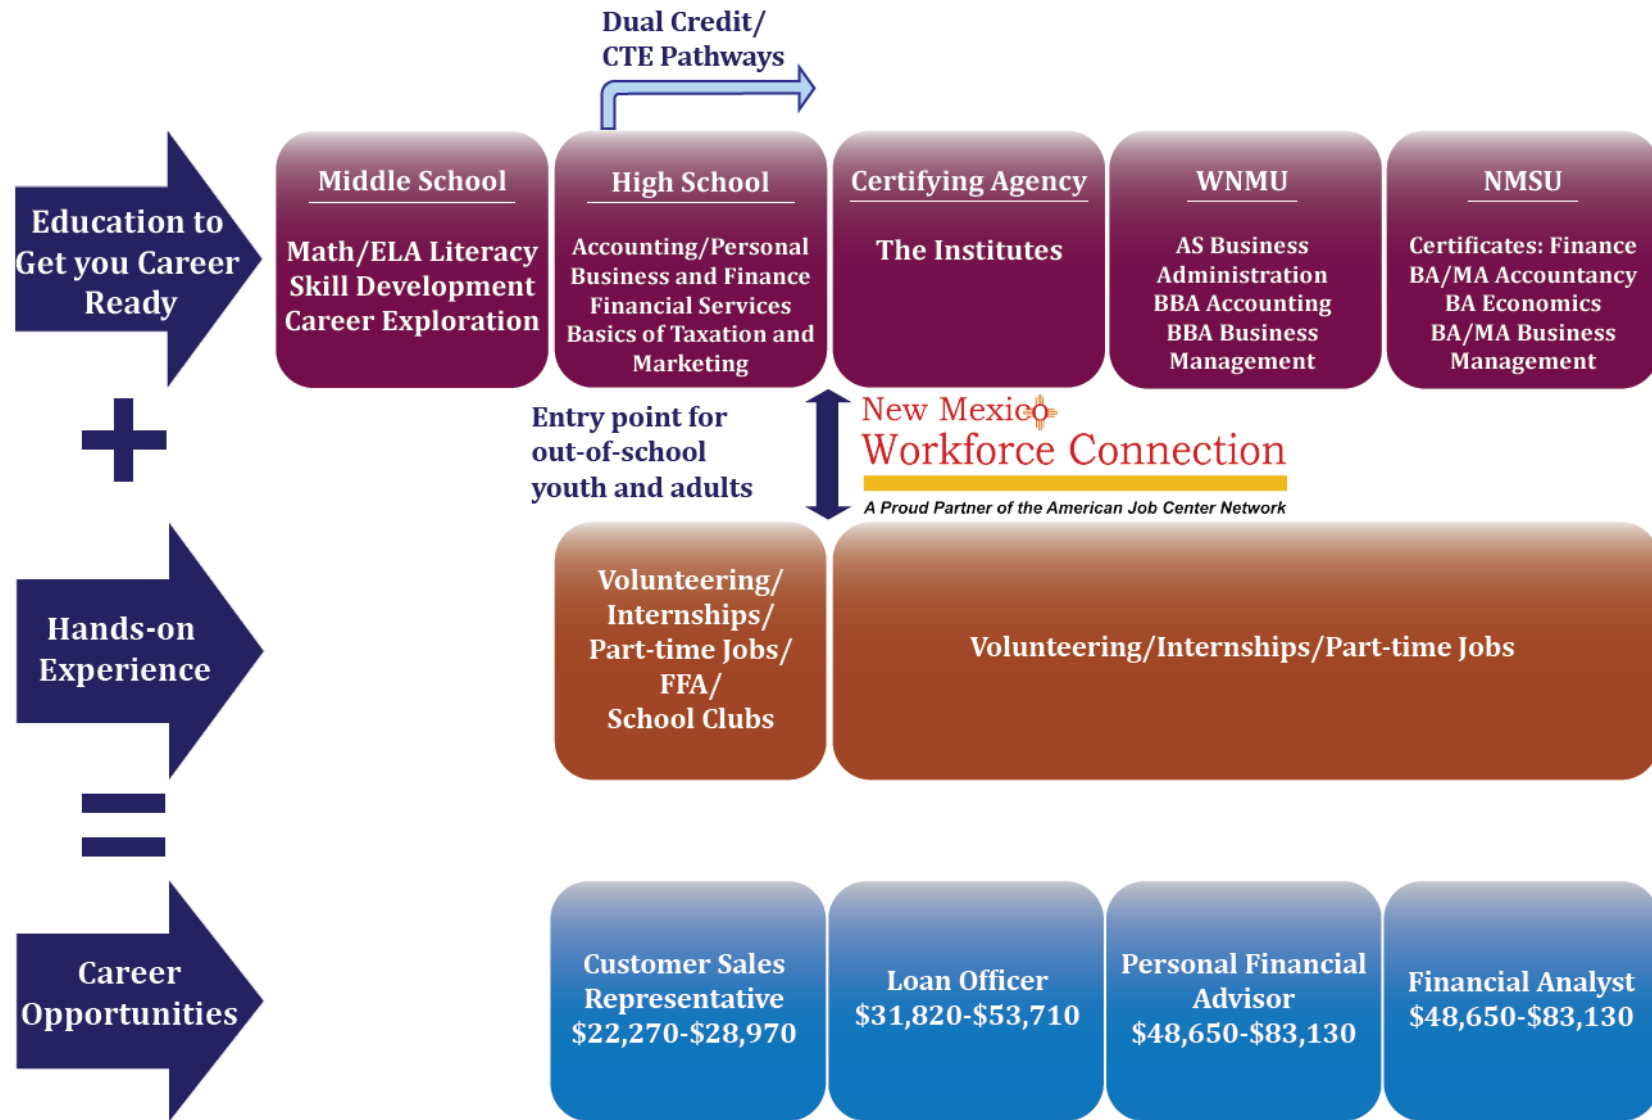 Dual Credit/
CTE Pathways
Education to
Get you Career
Ready
Middle School
Math/ELA Literacy
Skill Development
Career Exploration
High School
Accounting/Personal
Business and Finance
Financial Services
Basics of Taxation and
Marketing
Certifying Agency
The Institutes
WNMU
AS Business
Administration
BBA Accounting
BBA Business
Management
NMSU
Certificates: Finance
BA/MA Accountancy
BA Economics
BA/MA Business
Management
+
Entry point for
out-of-school
youth and adults
New Mexico
Workforce Connection
A Proud Partner of the American Job Center Network
Hands-on
Experience
Volunteering/
Internships/
Part-time Jobs/
FFA/
School Clubs
Volunteering/Internships/Part-time Jobs
=
Career
Opportunities
Customer Sales
Representative
$22,270-$28,970
Loan Officer
$31,820-$53,710
Personal Financial
Advisor
$48,650-$83,130
Financial Analyst
$48,650-$83,130